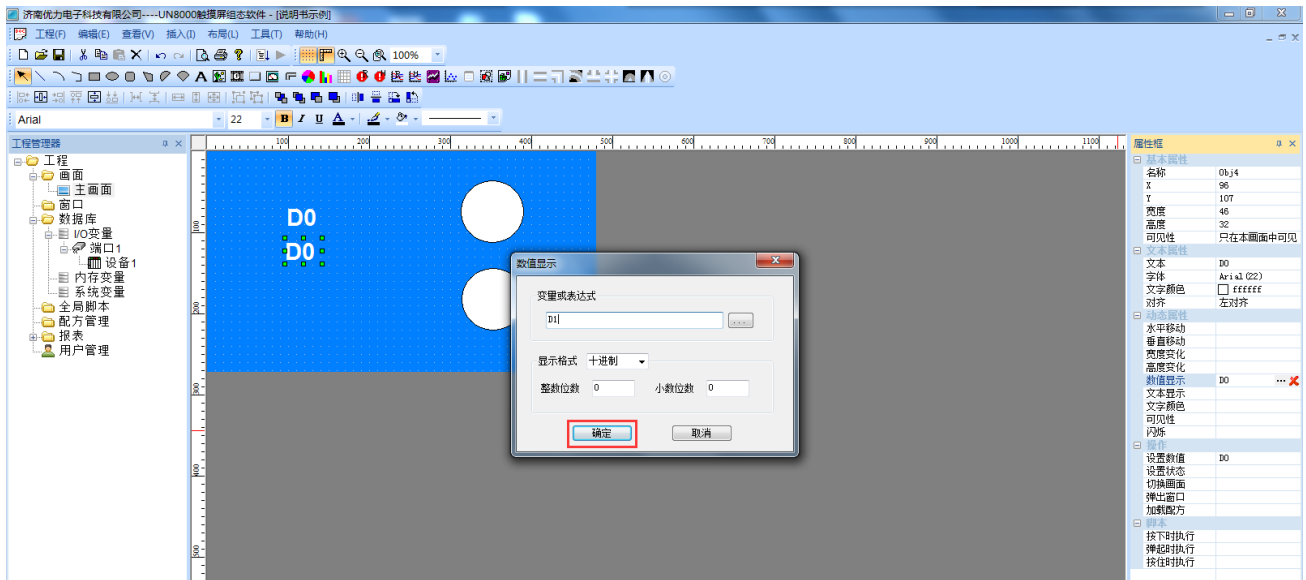 济南优力电子科技有限公司----UN8000触摸屏组态软件 - [说明书示例]
工程(F) 编辑(E) 查看(V) 插入(I) 布局(L) 工具(T) 帮助(H)
100%
Arial 22 B I U A
工程管理器
工程
画面
主画面
窗口
数据库
I/O变量
端口1
设备1
内存变量
系统变量
全局脚本
配方管理
报表
用户管理
100 200 300 400 500 600 700 800 900 1000 1100
100
200
300
400
500
D0
D0
数值显示
变量或表达式
D1
...
显示格式 十进制
整数位数 0 小数位数 0
确定 取消
属性框
基本属性
名称 Obj4
X 96
Y 107
宽度 46
高度 32
可见性 只在本画面中可见
文本属性
文本 D0
字体 Arial(22)
文字颜色 ffffff
对齐 左对齐
动态属性
水平移动
垂直移动
宽度变化
高度变化
数值显示 D0 ...
文本显示
文字颜色
可见性
闪烁
操作
设置数值 D0
设置状态
切换画面
弹出窗口
加载配方
脚本
按下时执行
弹起时执行
按住时执行